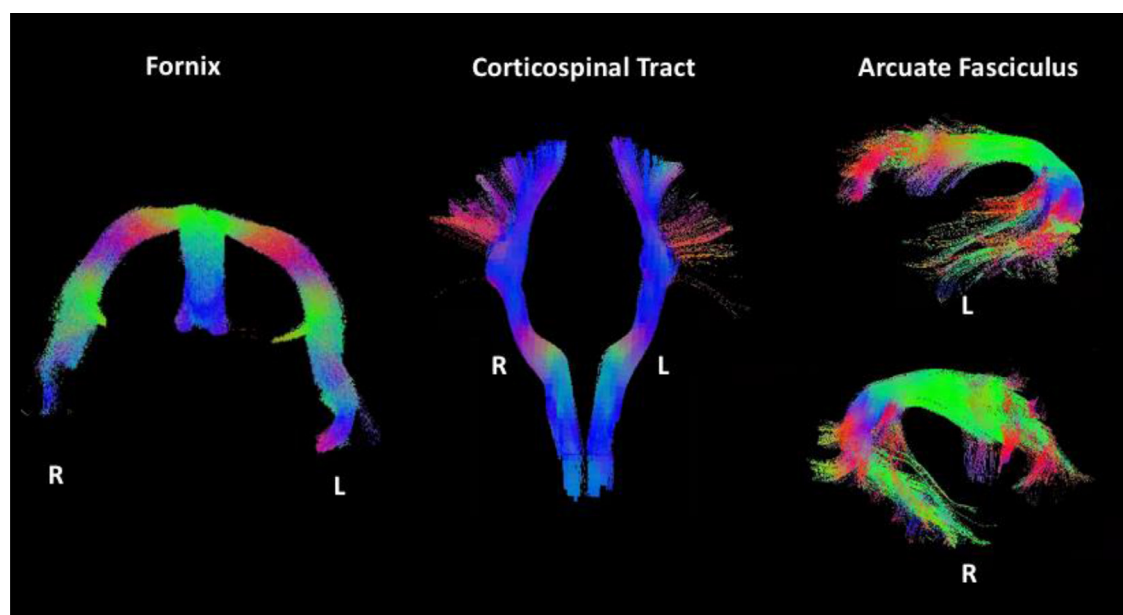 Fornix
R
L
Corticospinal Tract
R
L
Arcuate Fasciculus
L
R